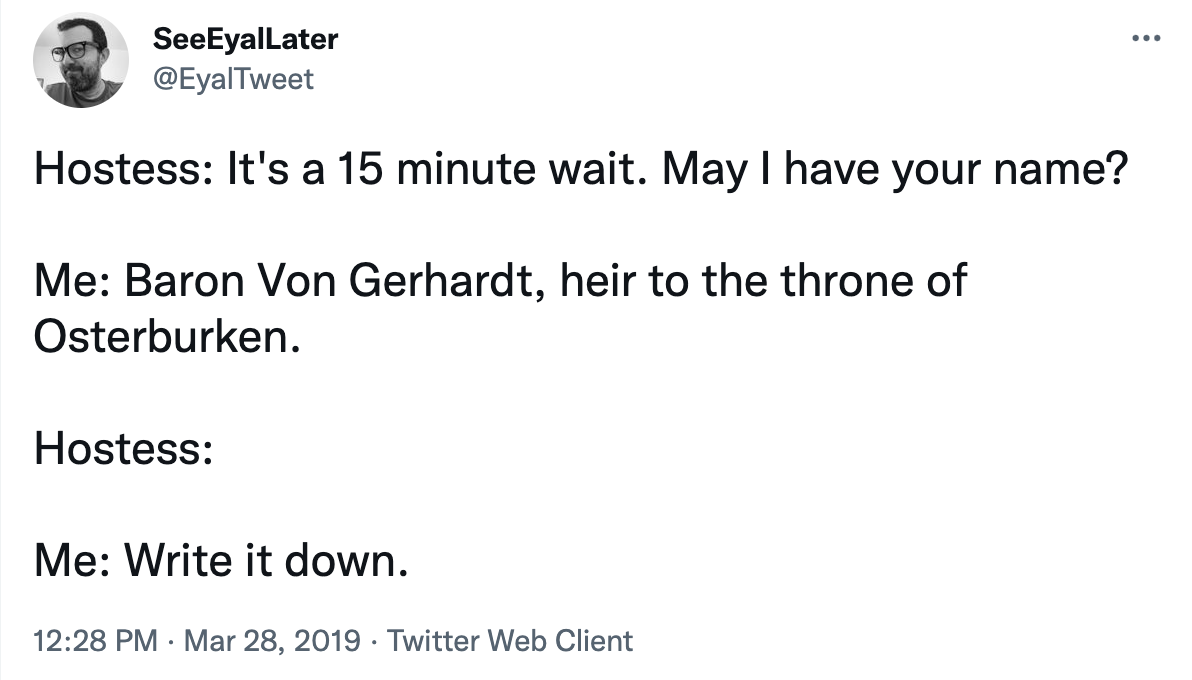 SeeEyalLater
@EyalTweet
Hostess: It's a 15 minute wait. May I have your name?
Me: Baron Von Gerhardt, heir to the throne of
Osterburken.
Hostess:
Me: Write it down.
12:28 PM · Mar 28, 2019 · Twitter Web Client